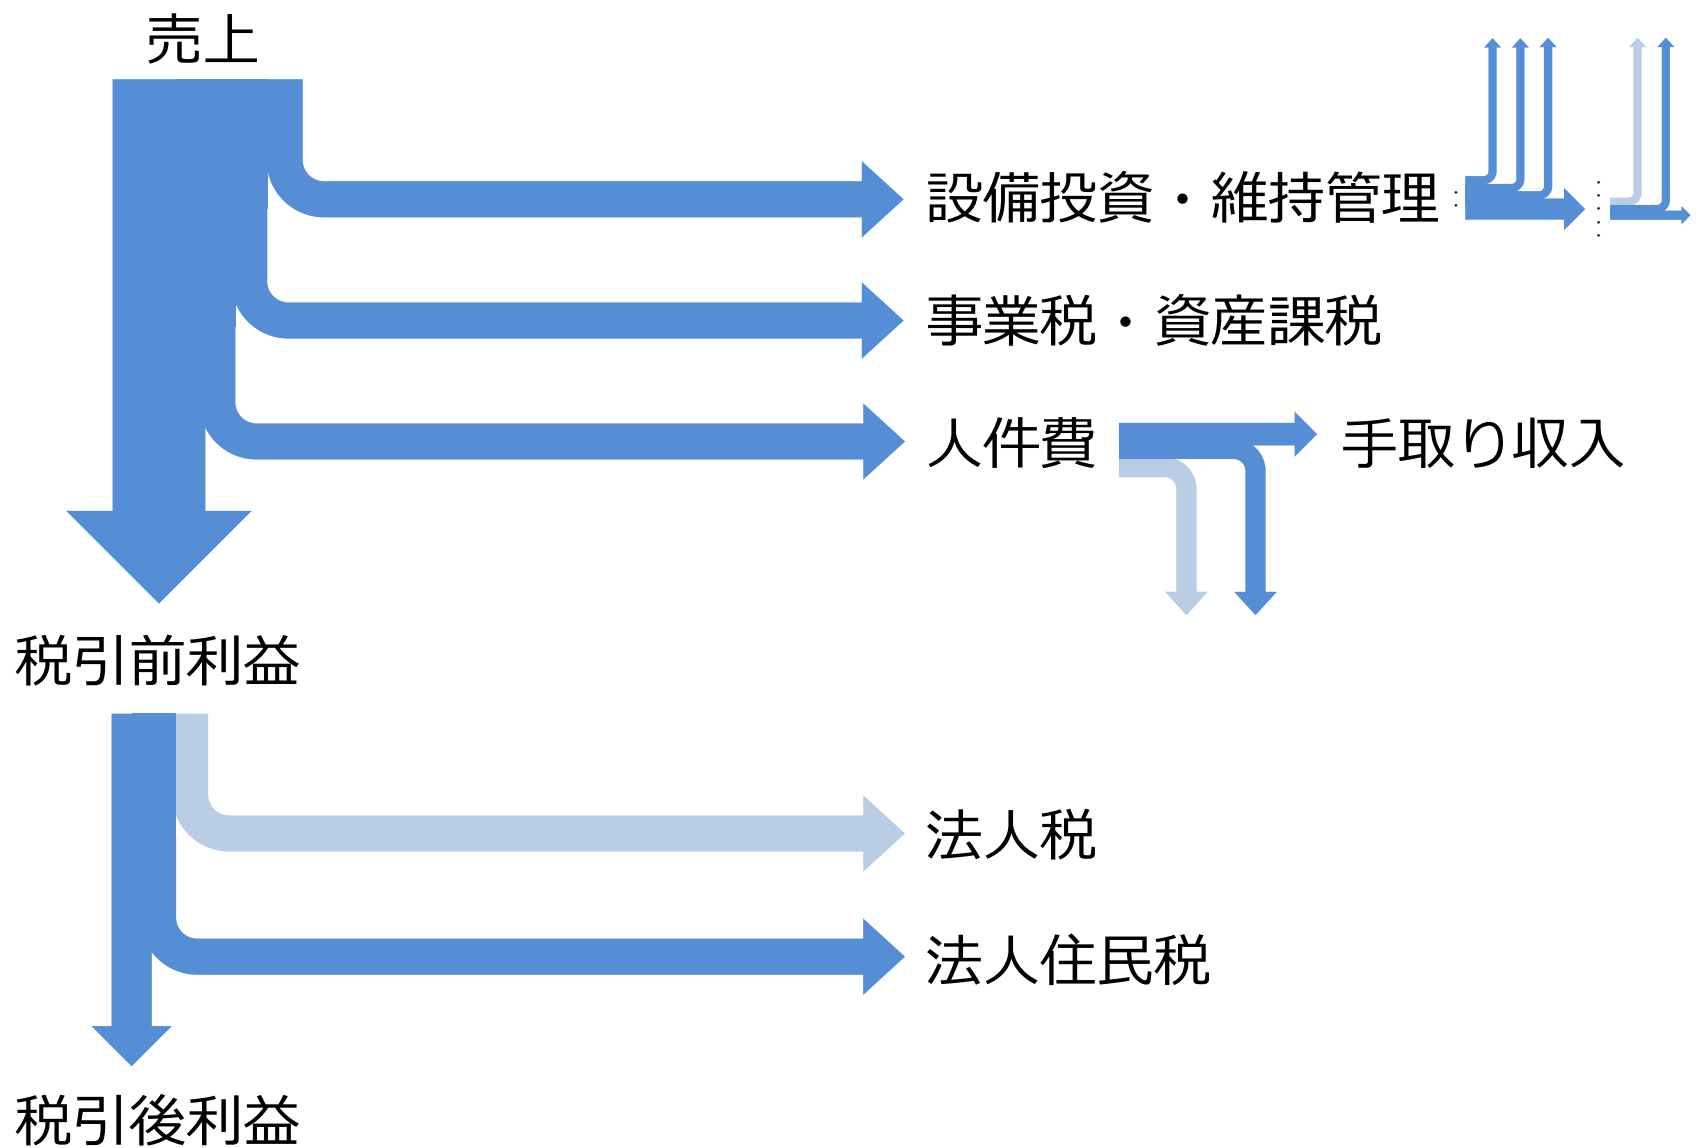 売上
設備投資・維持管理
事業税・資産課税
人件費
手取り収入
税引前利益
法人税
法人住民税
税引後利益